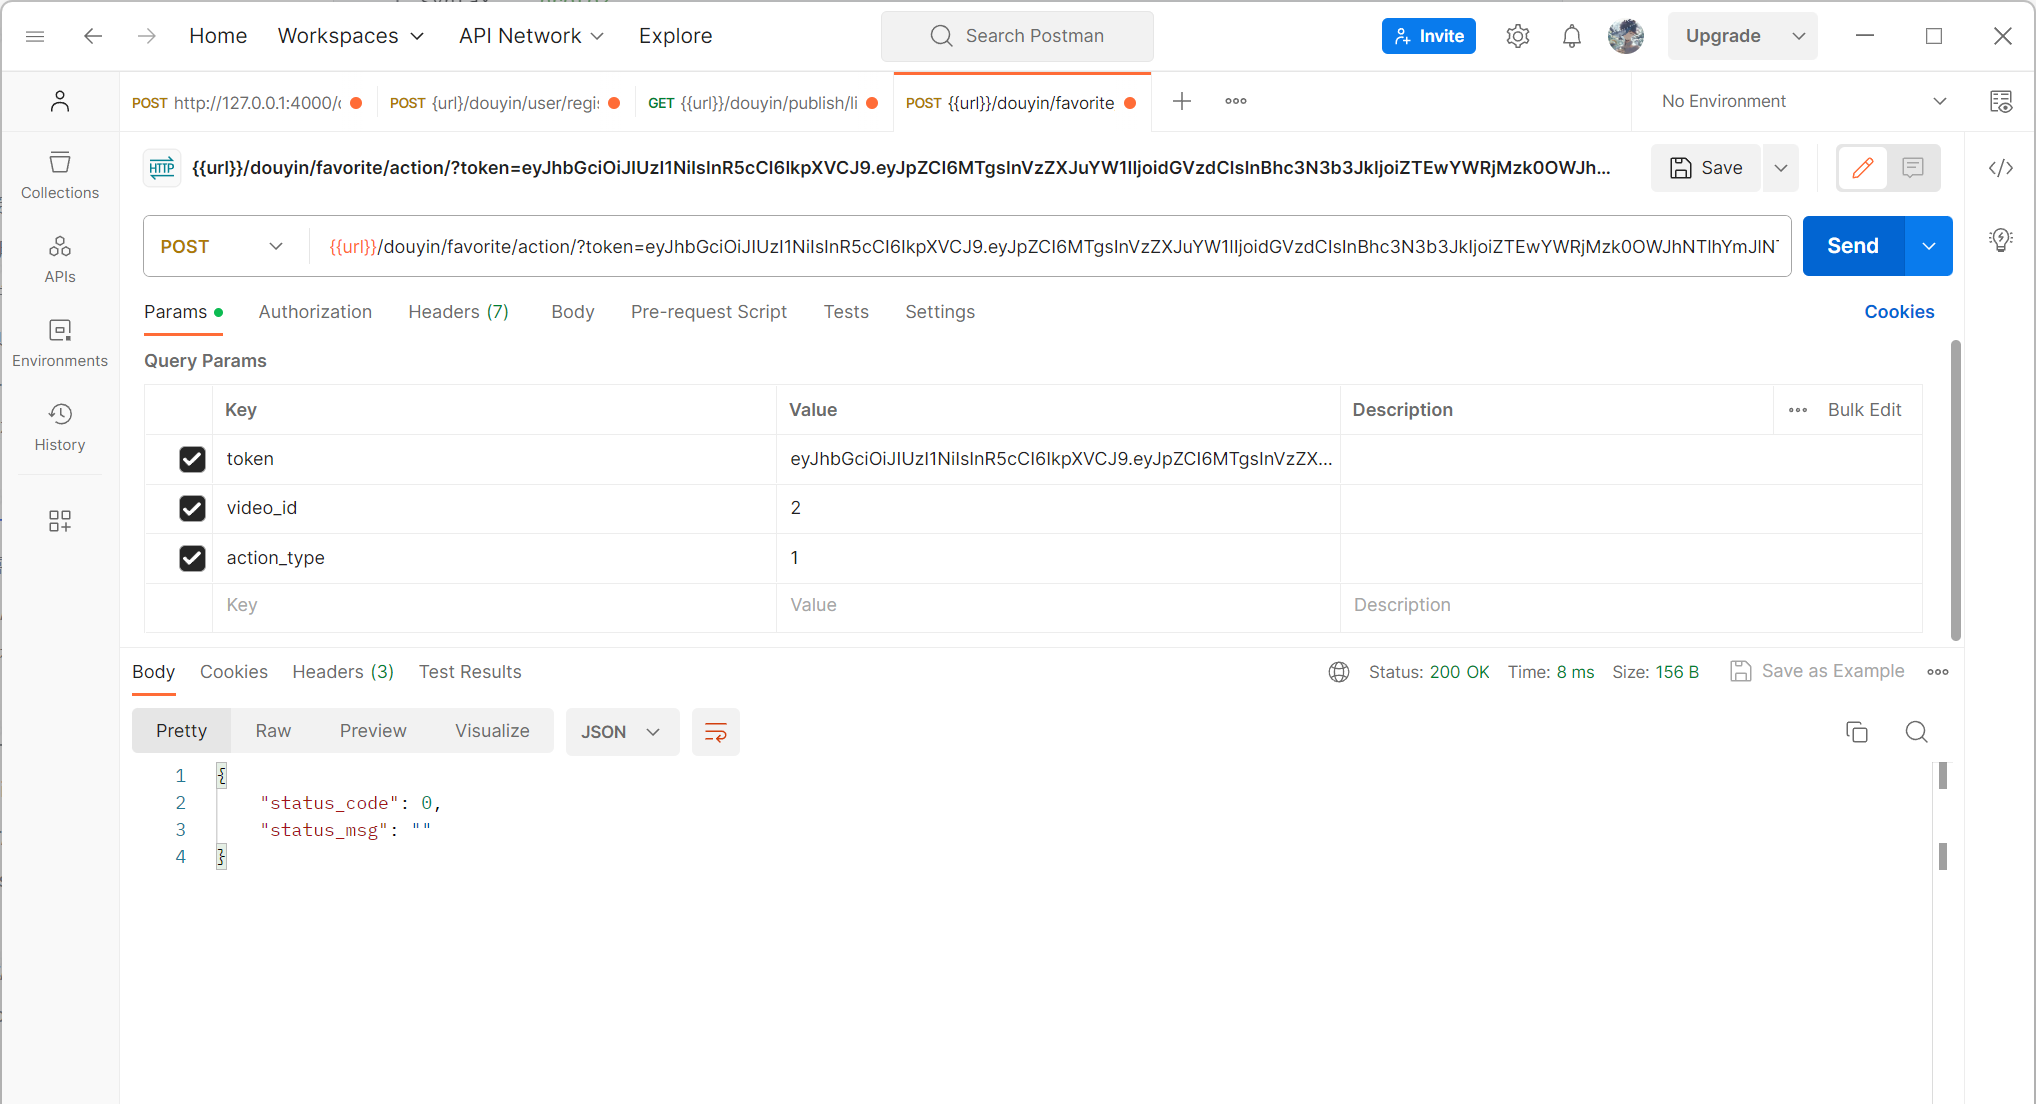 Home Workspaces API Network Explore Search Postman Invite Upgrade
POST http://127.0.0.1:4000/ POST {url}/douyin/user/regi GET {{url}}/douyin/publish/li POST {{url}}/douyin/favorite No Environment
HTTP {{url}}/douyin/favorite/action/?token=eyJhbGciOiJIUzI1NiIsInR5cCI6IkpXVCJ9.eyJpZCI6MTgsInVzZXJuYW1lIjoidGVzdCIsInBhc3N3b3JkIjoiZTEwYWRjMzk0OWJh... Save
Collections
POST {{url}}/douyin/favorite/action/?token=eyJhbGciOiJIUzI1NiIsInR5cCI6IkpXVCJ9.eyJpZCI6MTgsInVzZXJuYW1lIjoidGVzdCIsInBhc3N3b3JkIjoiZTEwYWRjMzk0OWJhNTlhYmJlN Send
APIs
Params Authorization Headers (7) Body Pre-request Script Tests Settings Cookies
Environments
Query Params
Key Value Description Bulk Edit
History
token eyJhbGciOiJIUzI1NiIsInR5cCI6IkpXVCJ9.eyJpZCI6MTgsInVzZX...
video_id 2
action_type 1
Key Value Description
Body Cookies Headers (3) Test Results Status: 200 OK Time: 8 ms Size: 156 B Save as Example
Pretty Raw Preview Visualize JSON
1 {
2 "status_code": 0,
3 "status_msg": ""
4 }